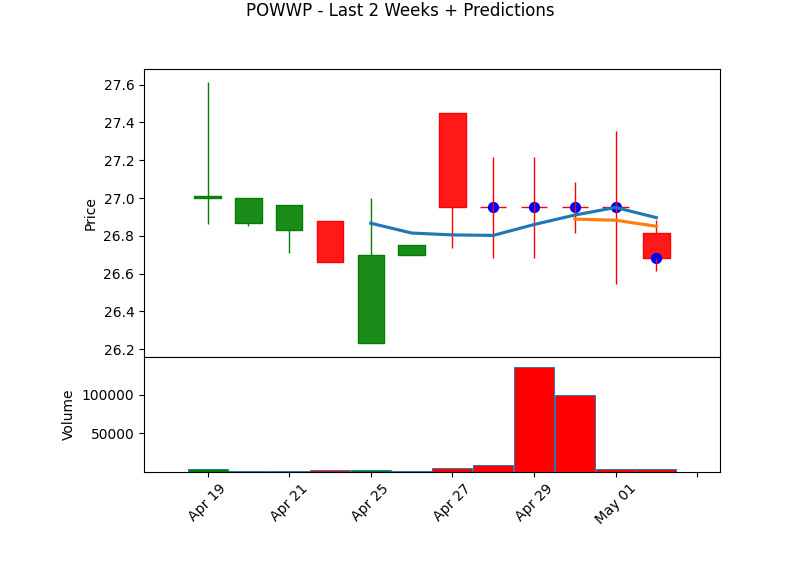 POWWP - Last 2 Weeks + Predictions
27.6
27.4
27.2
27.0
26.8
26.6
26.4
26.2
Price
100000
50000
Volume
Apr 19
Apr 21
Apr 25
Apr 27
Apr 29
May 01